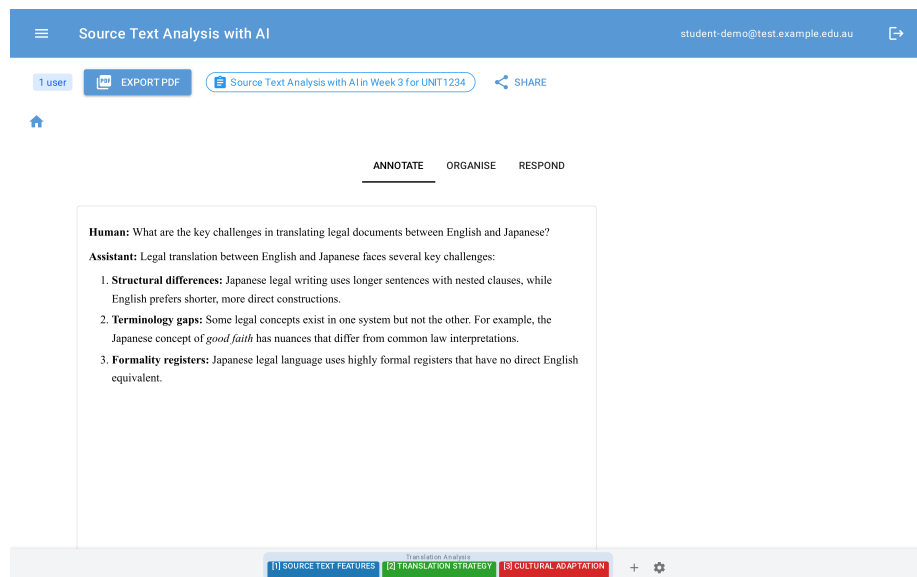 Source Text Analysis with AI
student-demo@test.example.edu.au
1 user
PDF
EXPORT PDF
Source Text Analysis with AI in Week 3 for UNIT1234
SHARE
ANNOTATE
ORGANISE
RESPOND
Human: What are the key challenges in translating legal documents between English and Japanese?
Assistant: Legal translation between English and Japanese faces several key challenges:
1. Structural differences: Japanese legal writing uses longer sentences with nested clauses, while
English prefers shorter, more direct constructions.
2. Terminology gaps: Some legal concepts exist in one system but not the other. For example, the
Japanese concept of good faith has nuances that differ from common law interpretations.
3. Formality registers: Japanese legal language uses highly formal registers that have no direct English
equivalent.
Translation Analysis
[1] SOURCE TEXT FEATURES
[2] TRANSLATION STRATEGY
[3] CULTURAL ADAPTATION